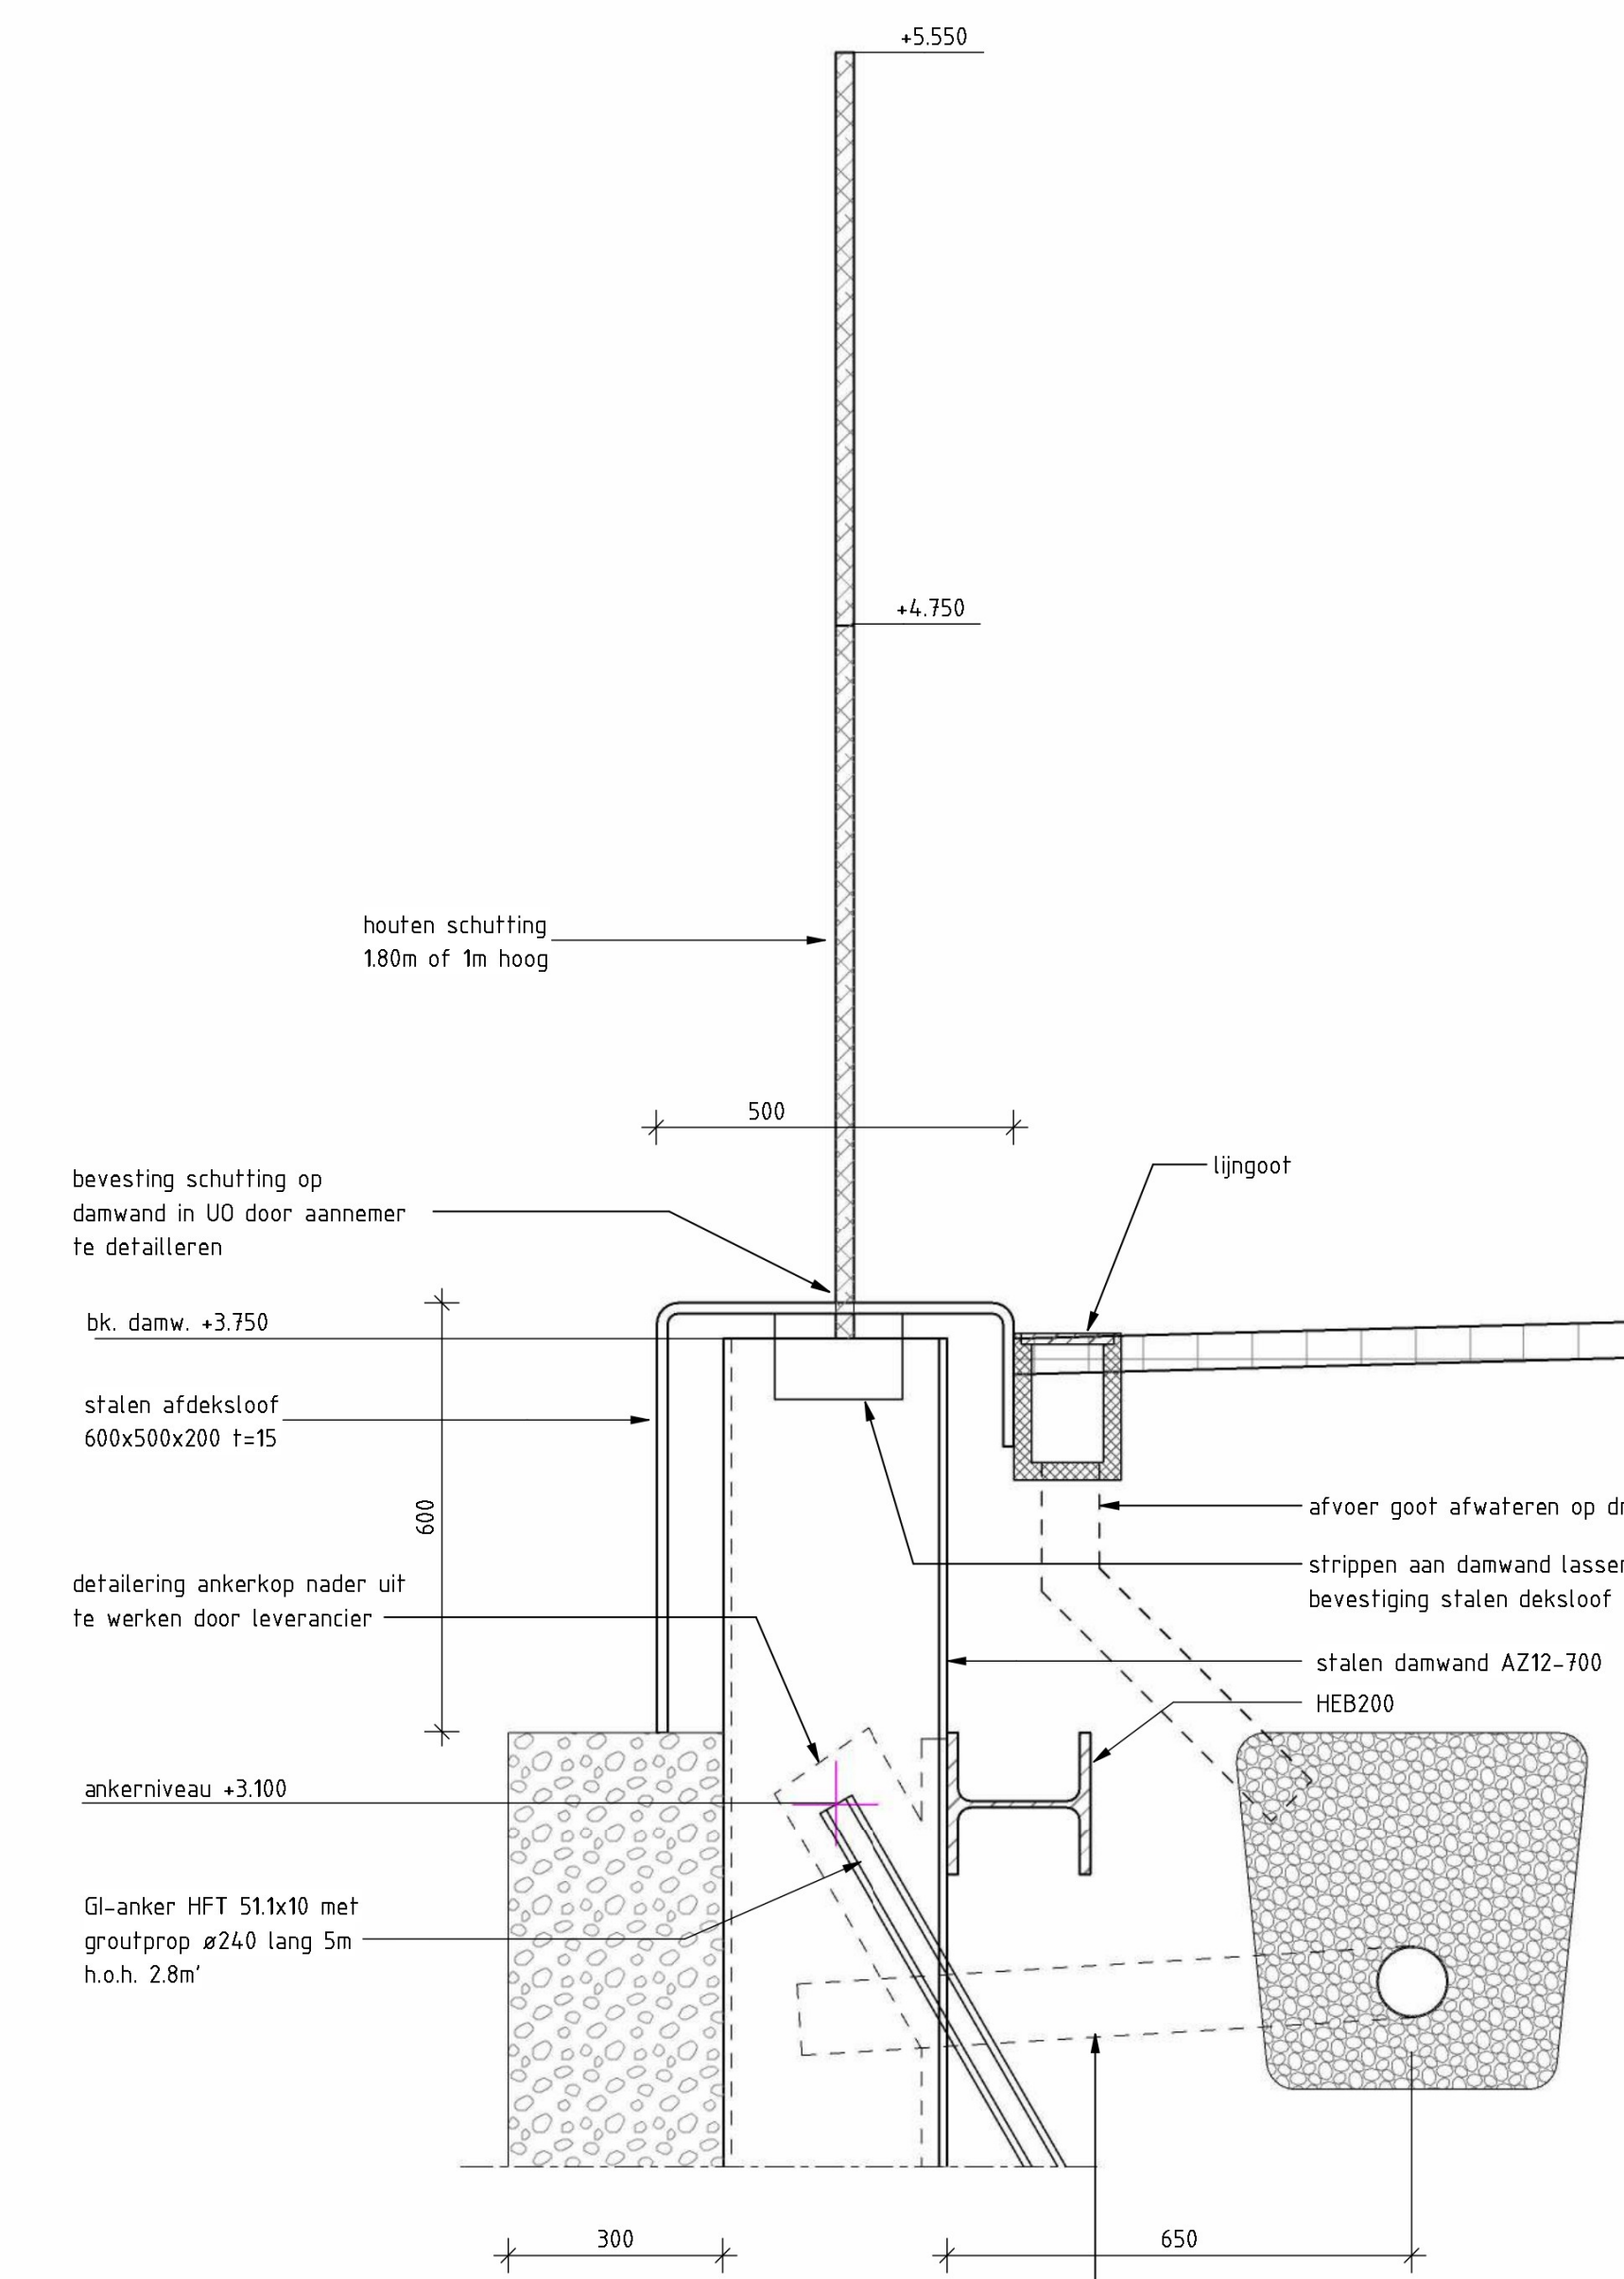 +5.550
+4.750
houten schutting
1.80m of 1m hoog
500
lijngoot
bevesting schutting op
damwand in UO door aannemer
te detailleren
bk. damw. +3.750
stalen afdeksloof
600x500x200 t=15
600
afvoer goot afwateren op
strippen aan damwand lassen
bevestiging stalen deksloof
detailering ankerkop nader uit
te werken door leverancier
stalen damwand AZ12-700
HEB200
ankerniveau +3.100
GI-anker HFT 51.1x10 met
groutprop ø240 lang 5m
h.o.h. 2.8m'
300
650